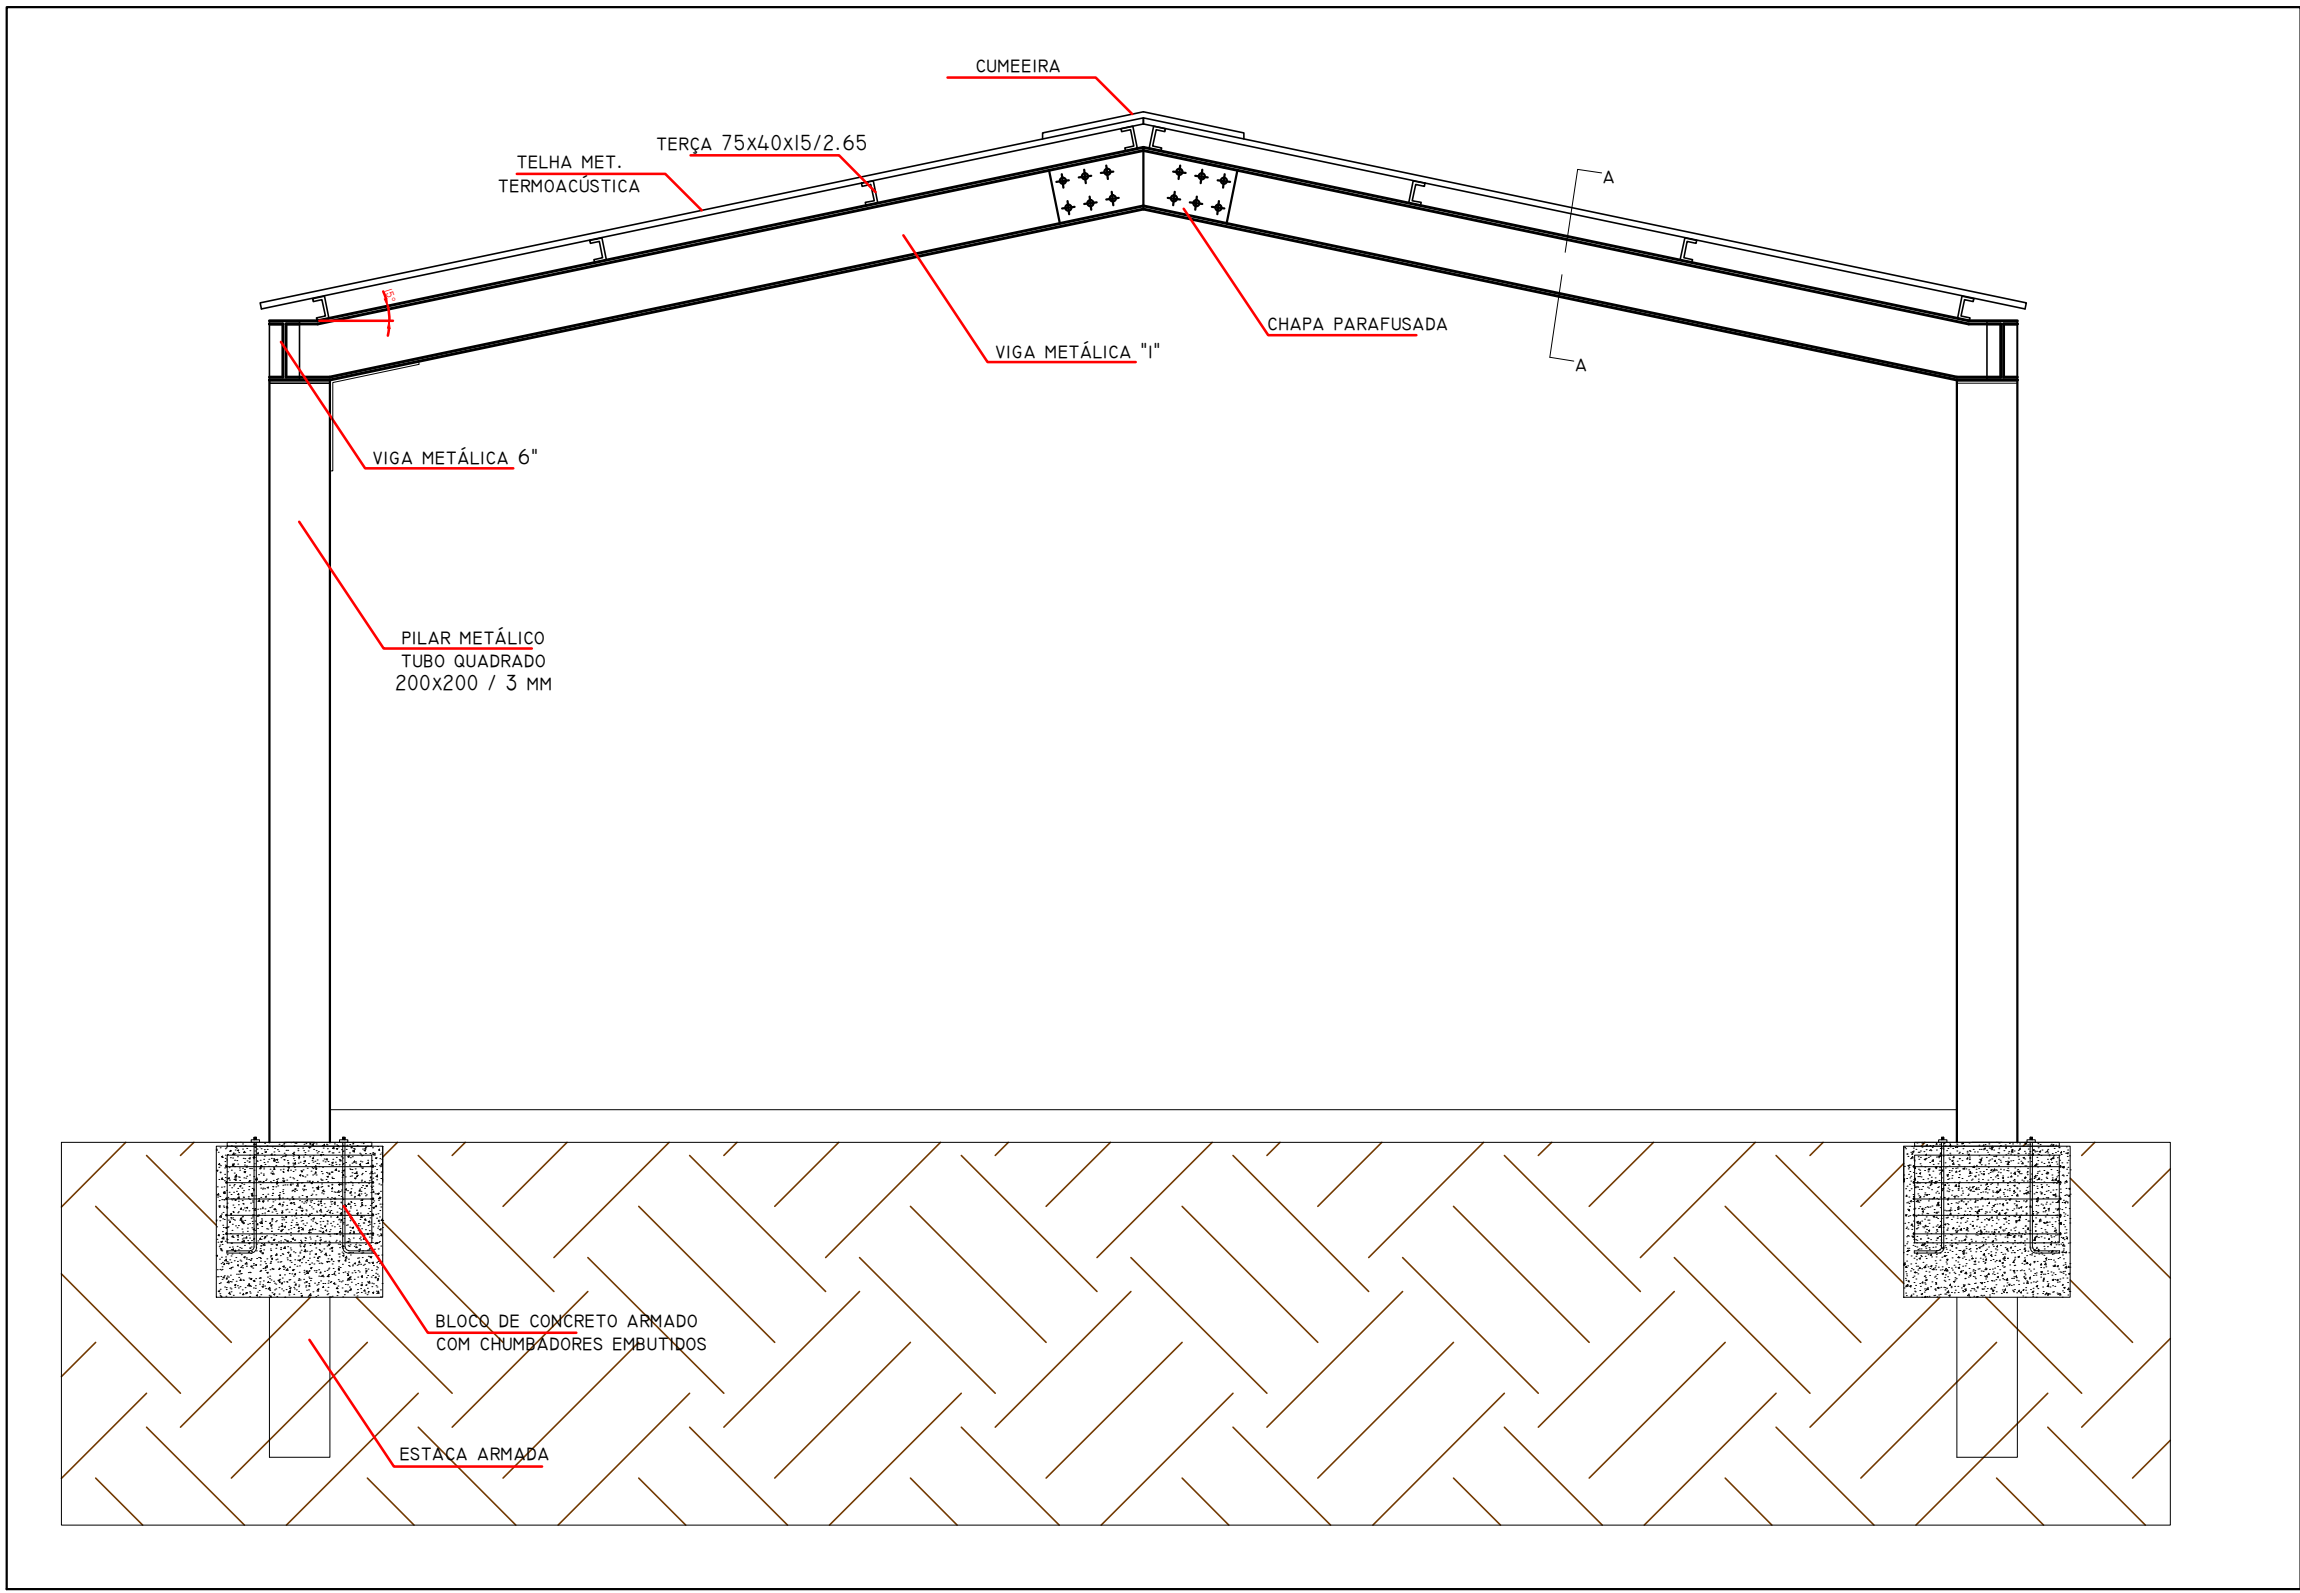 CUMEEIRA
TERÇA 75X40X15/2.65
TELHA MET.
TERMOACÚSTICA
A
15°
CHAPA PARAFUSADA
VIGA METÁLICA "I"
A
VIGA METÁLICA 6"
PILAR METÁLICO
TUBO QUADRADO
200X200 / 3 MM
BLOCO DE CONCRETO ARMADO
COM CHUMBADORES EMBUTIDOS
ESTACA ARMADA